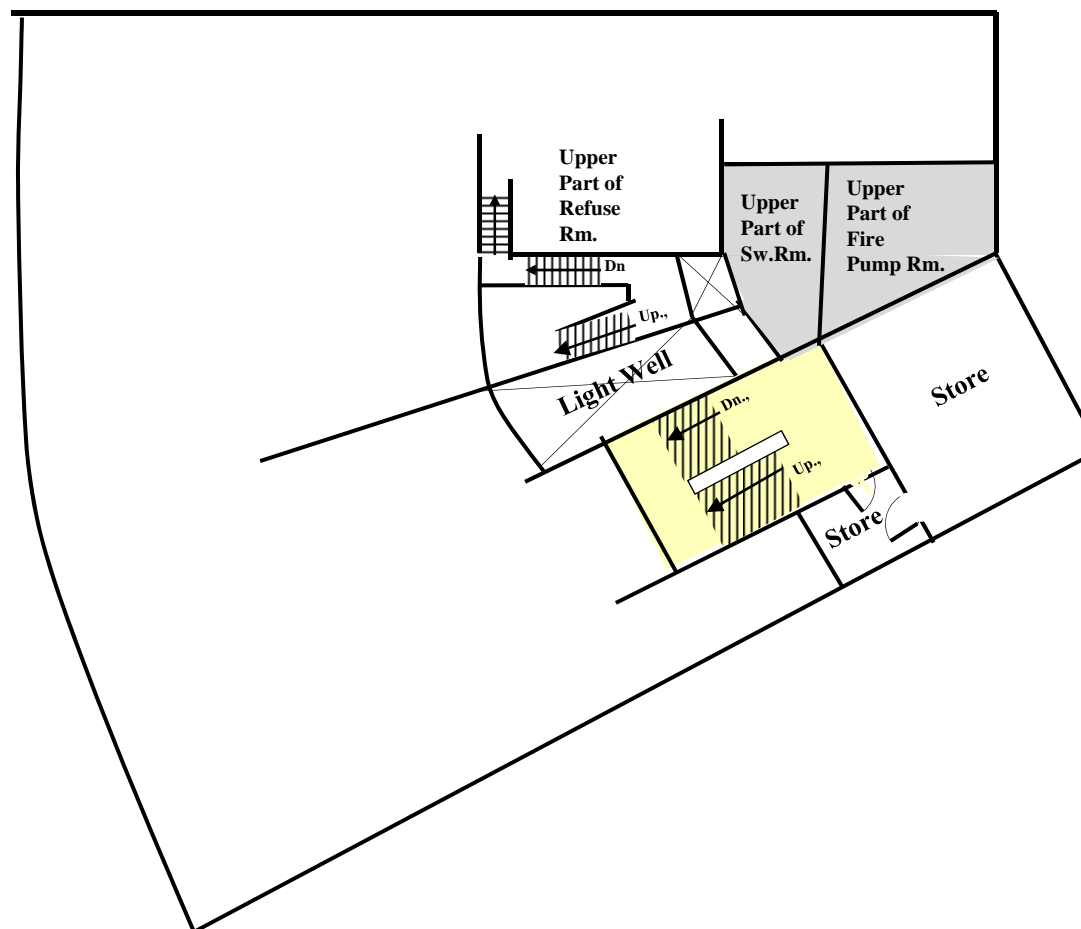 Upper
Part of
Refuse
Rm.
Upper
Part of
Sw.Rm.
Upper
Part of
Fire
Pump Rm.
Dn
Up.,
Light Well
Dn.,
Up.,
Store
Store